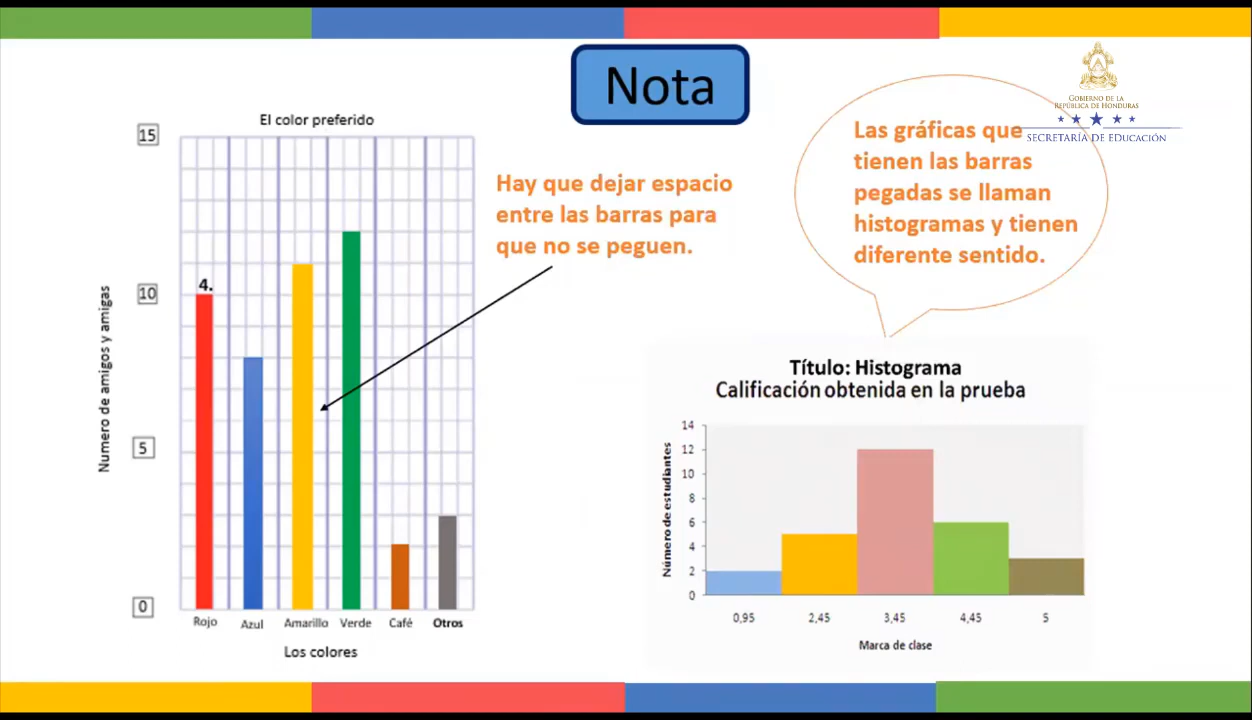 Nota
GOBIERNO DE LA
REPÚBLICA DE HONDURAS
SECRETARÍA DE EDUCACIÓN
El color preferido
15
10
5
0
Numero de amigos y amigas
4.
Rojo Azul Amarillo Verde Café Otros
Los colores
Hay que dejar espacio
entre las barras para
que no se peguen.
Las gráficas que
tienen las barras
pegadas se llaman
histogramas y tienen
diferente sentido.
Título: Histograma
Calificación obtenida en la prueba
Número de estudiantes
14
12
10
8
6
4
2
0
0,95 2,45 3,45 4,45 5
Marca de clase